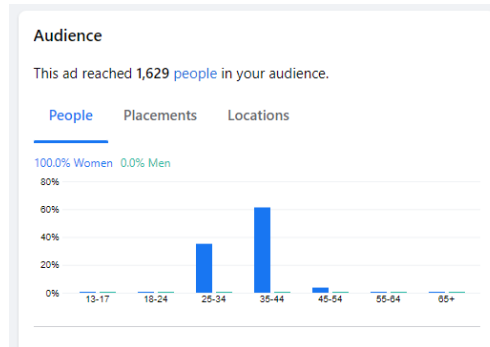 Audience
This ad reached 1,629 people in your audience.
People Placements Locations
100.0% Women 0.0% Men
80%
60%
40%
20%
0%
13-17 18-24 25-34 35-44 45-54 55-64 65+